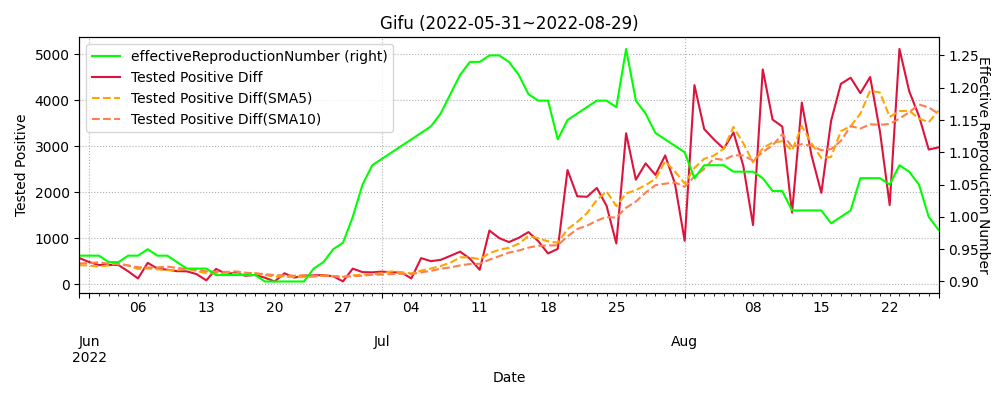 Gifu (2022-05-31~2022-08-29)
effectiveReproductionNumber (right)
Tested Positive Diff
Tested Positive Diff(SMA5)
Tested Positive Diff(SMA10)
Tested Positive
5000
4000
3000
2000
1000
0
1.25
1.20
1.15
1.10
1.05
1.00
0.95
0.90
Effective Reproduction Number
06 13 20 27 04 11 18 25 08 15 22
Jun Jul Aug
2022
Date